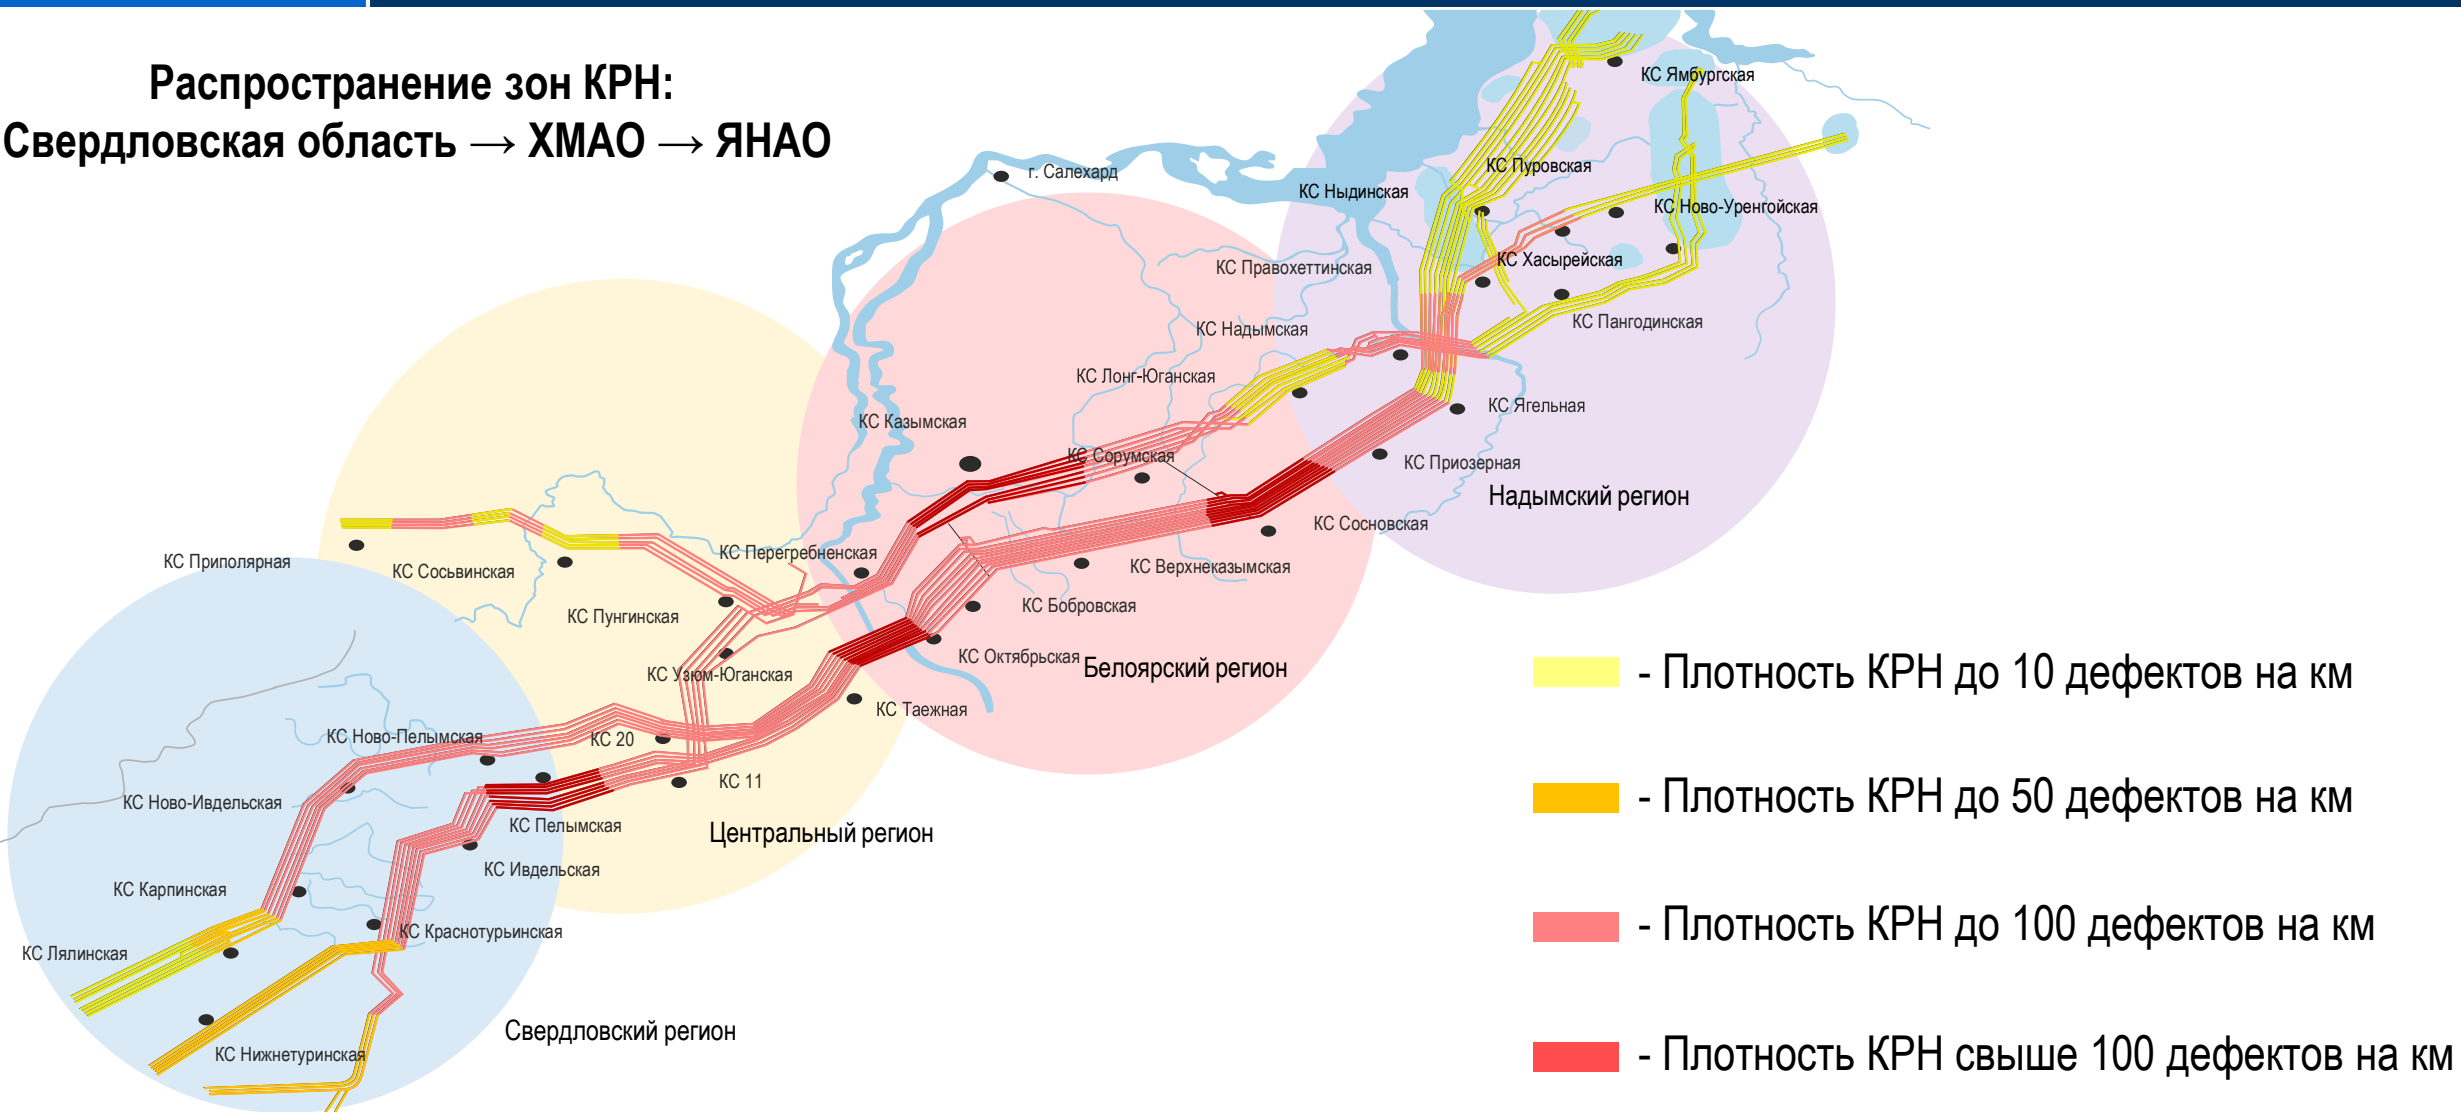 Распространение зон КРН:
Свердловская область → ХМАО → ЯНАО
КС Ямбургская
КС Пуровская
г. Салехард
КС Ныдинская
КС Ново-Уренгойская
КС Правохеттинская
КС Хасырейская
КС Надымская
КС Пангодинская
КС Лонг-Юганская
КС Ягельная
КС Казымская
КС Сорумская
КС Приозерная
Надымский регион
КС Сосновская
КС Перегребненская
КС Приполярная
КС Сосьвинская
КС Верхнеказымская
КС Бобровская
КС Пунгинская
КС Октябрьская
Белоярский регион
КС Узюм-Юганская
КС Таежная
КС Ново-Пелымская
КС 20
КС 11
КС Ново-Ивдельская
КС Пелымская
Центральный регион
КС Ивдельская
КС Карпинская
КС Краснотурьинская
КС Лялинская
Свердловский регион
КС Нижнетуринская
- Плотность КРН до 10 дефектов на км
- Плотность КРН до 50 дефектов на км
- Плотность КРН до 100 дефектов на км
- Плотность КРН свыше 100 дефектов на км